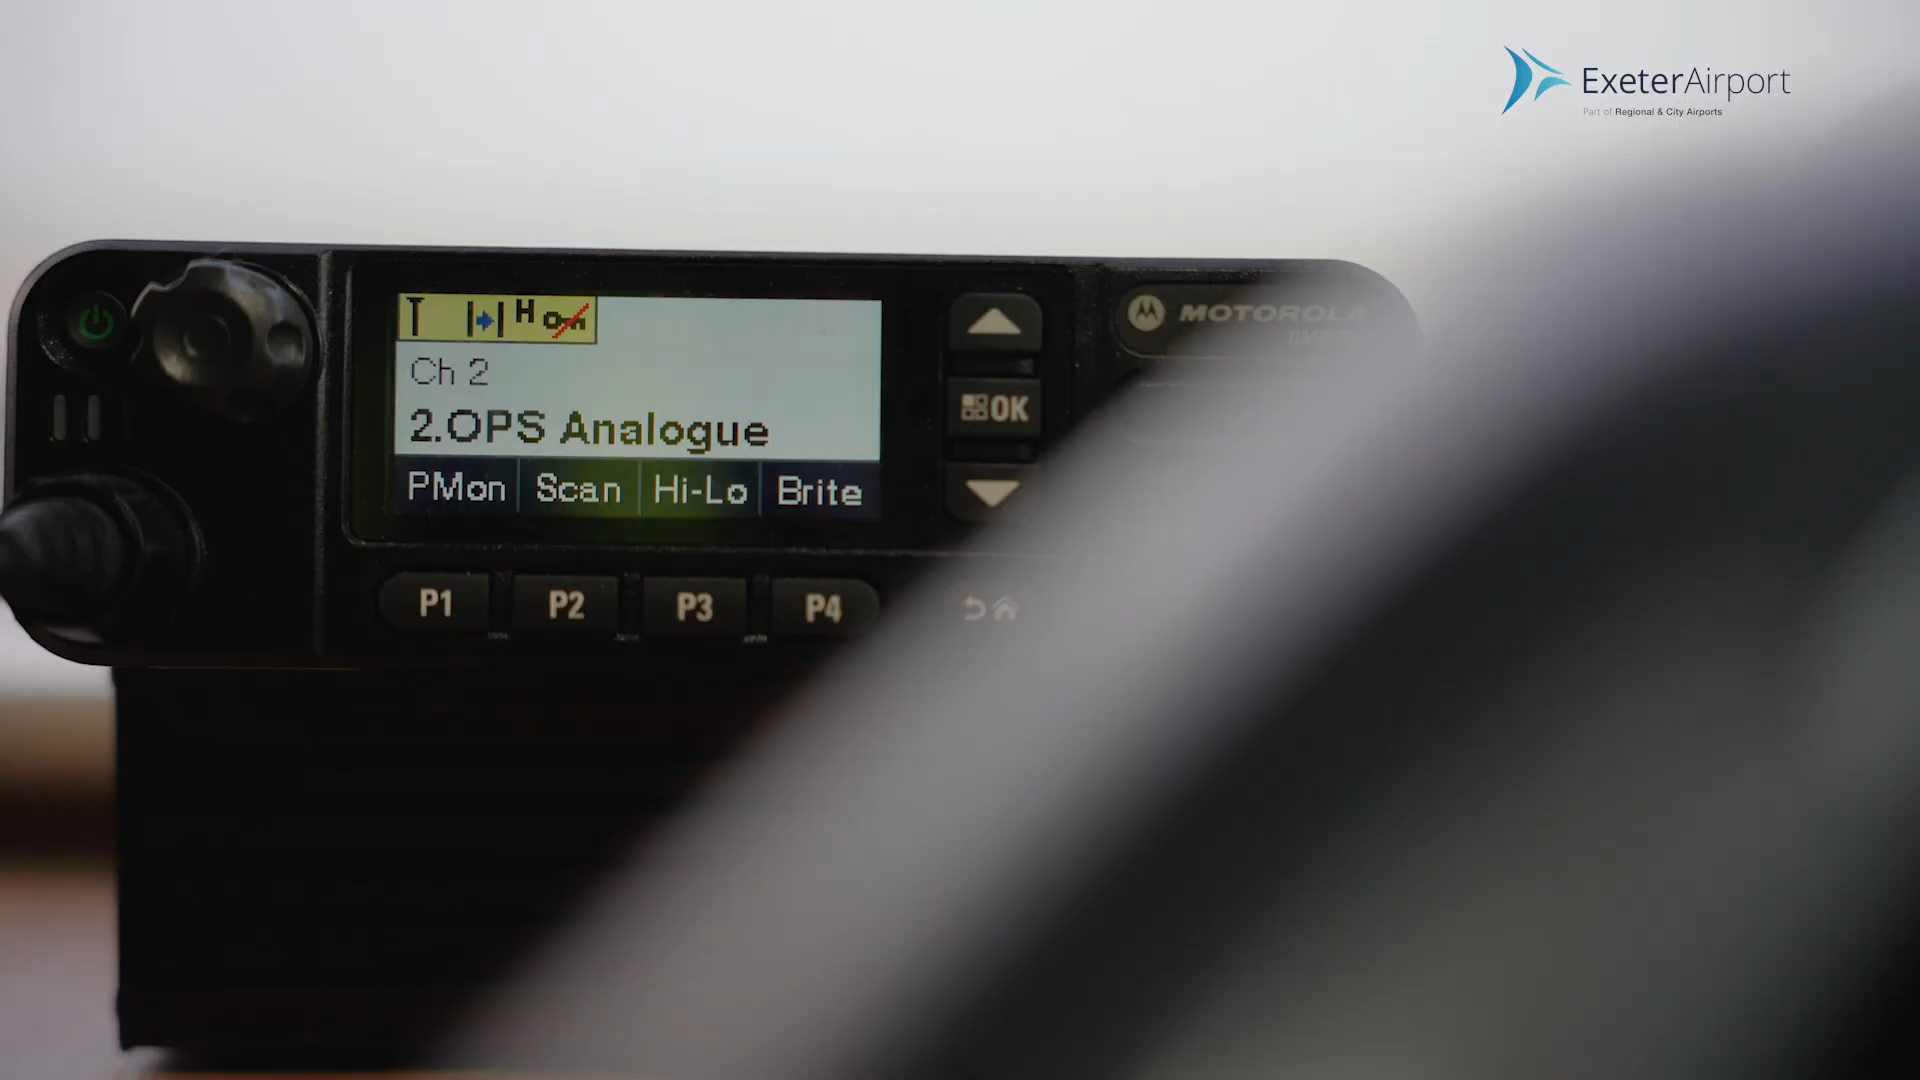 ExeterAirport
Part of Regional & City Airports
MOTOROLA
H
Ch 2
2.OPS Analogue
PMon Scan Hi-Lo Brite
OK
P1 P2 P3 P4